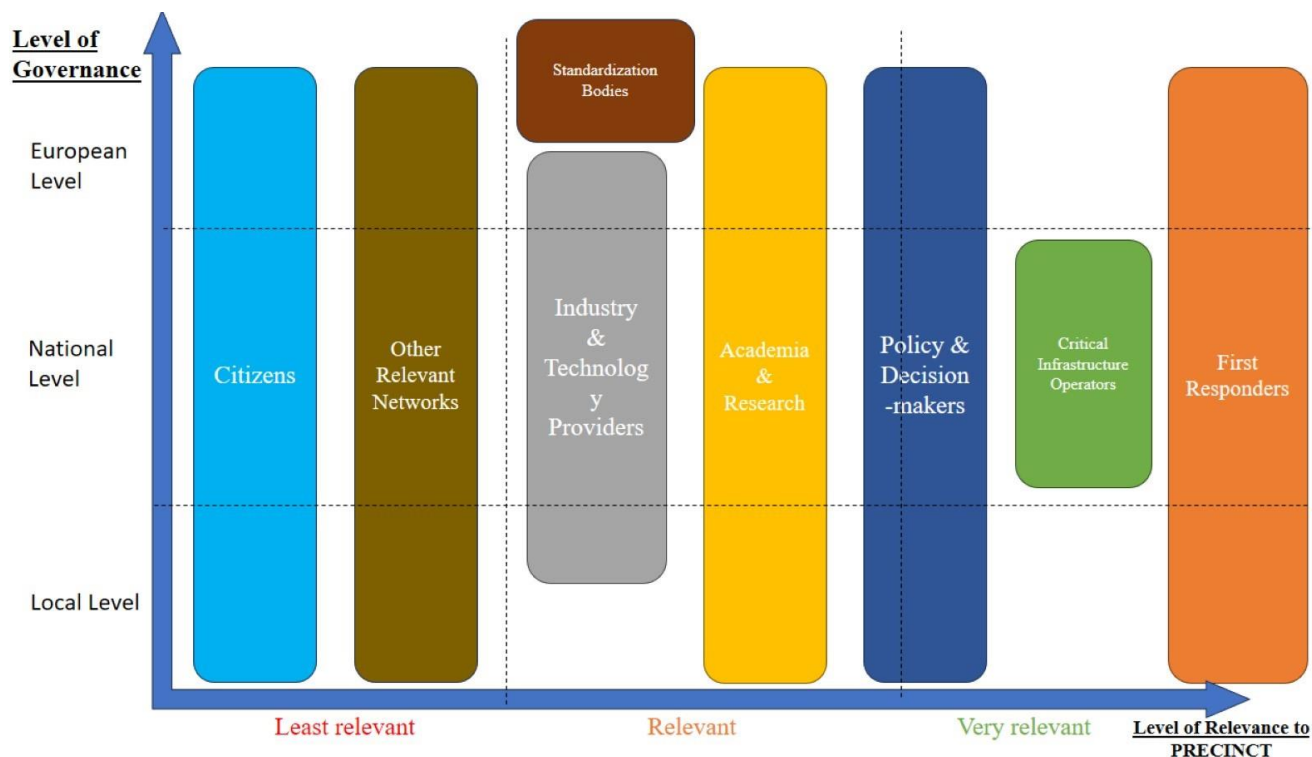 Level of
Governance
European
Level
National
Level
Local Level
Citizens
Other
Relevant
Networks
Standardization
Bodies
Industry
&
Technolog
y
Providers
Academia
&
Research
Policy &
Decision
-makers
Critical
Infrastructure
Operators
First
Responders
Least relevant
Relevant
Very relevant
Level of Relevance to
PRECINCT